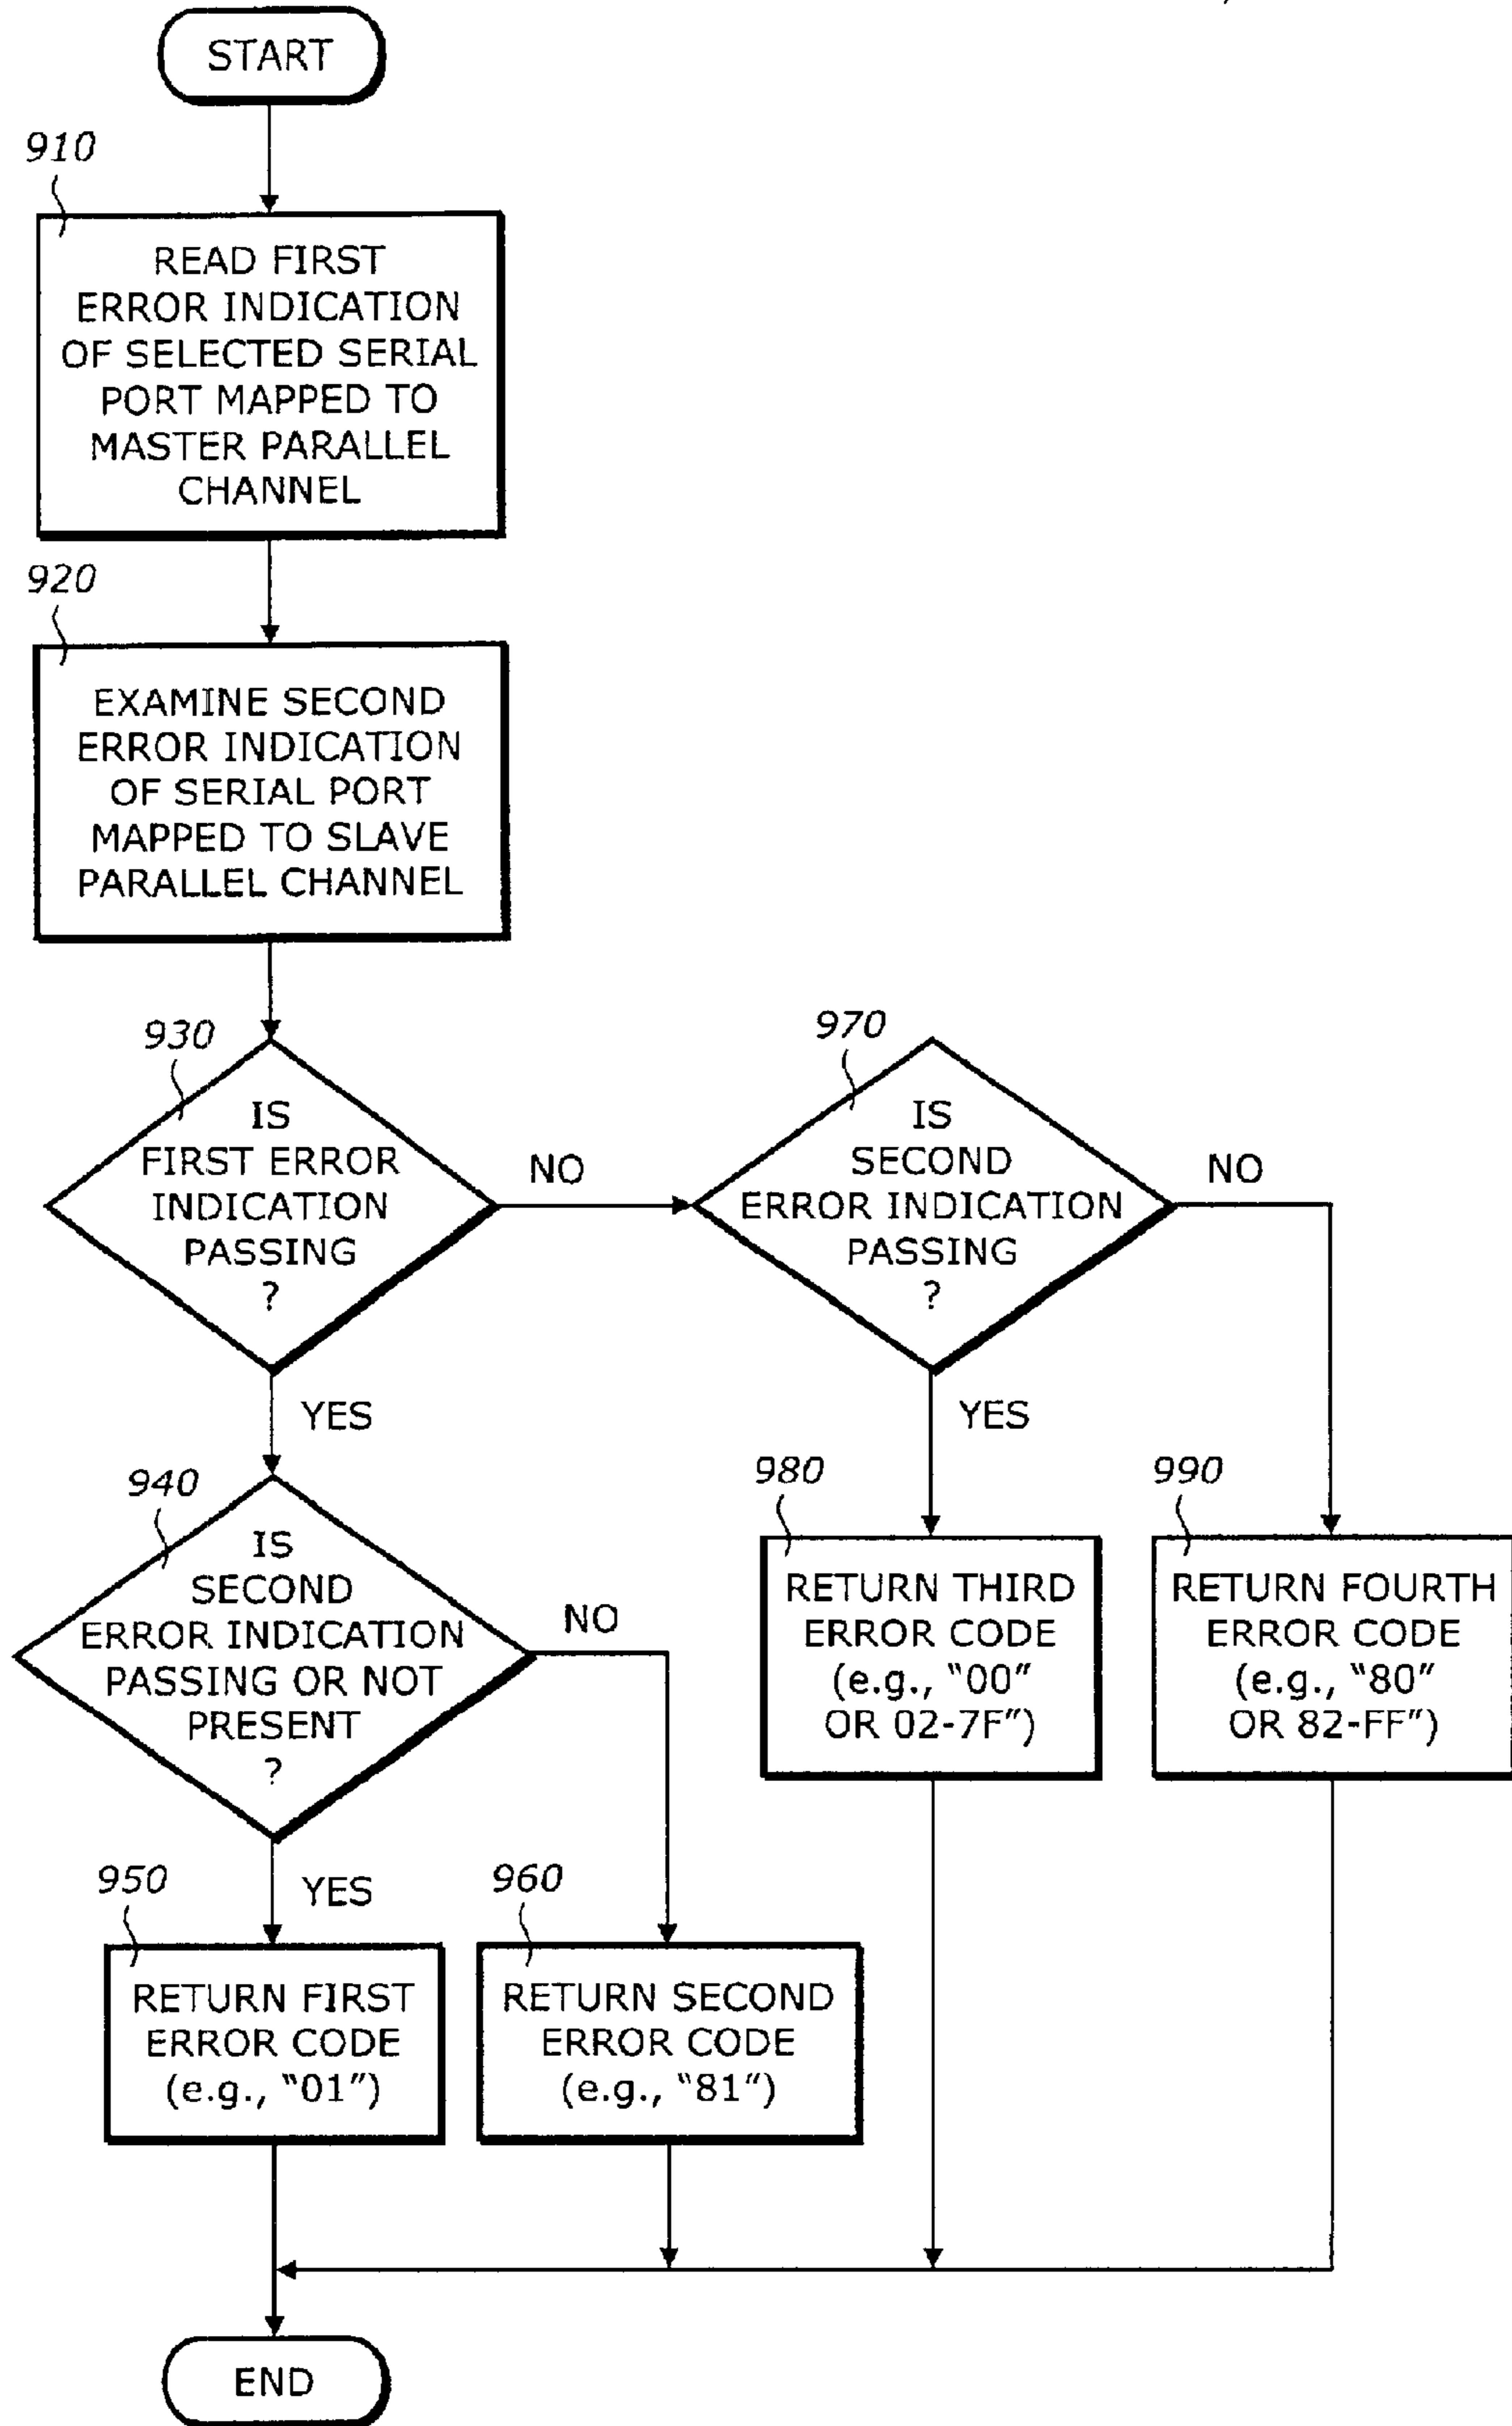 START
910
READ FIRST
ERROR INDICATION
OF SELECTED SERIAL
PORT MAPPED TO
MASTER PARALLEL
CHANNEL
920
EXAMINE SECOND
ERROR INDICATION
OF SERIAL PORT
MAPPED TO SLAVE
PARALLEL CHANNEL
930
IS
FIRST ERROR
INDICATION
PASSING
?
NO
970
IS
SECOND
ERROR INDICATION
PASSING
?
NO
YES
YES
940
IS
SECOND
ERROR INDICATION
PASSING OR NOT
PRESENT
?
NO
980
RETURN THIRD
ERROR CODE
(e.g., "00"
OR 02-7F")
990
RETURN FOURTH
ERROR CODE
(e.g., "80"
OR 82-FF")
YES
950
RETURN FIRST
ERROR CODE
(e.g., "01")
960
RETURN SECOND
ERROR CODE
(e.g., "81")
END